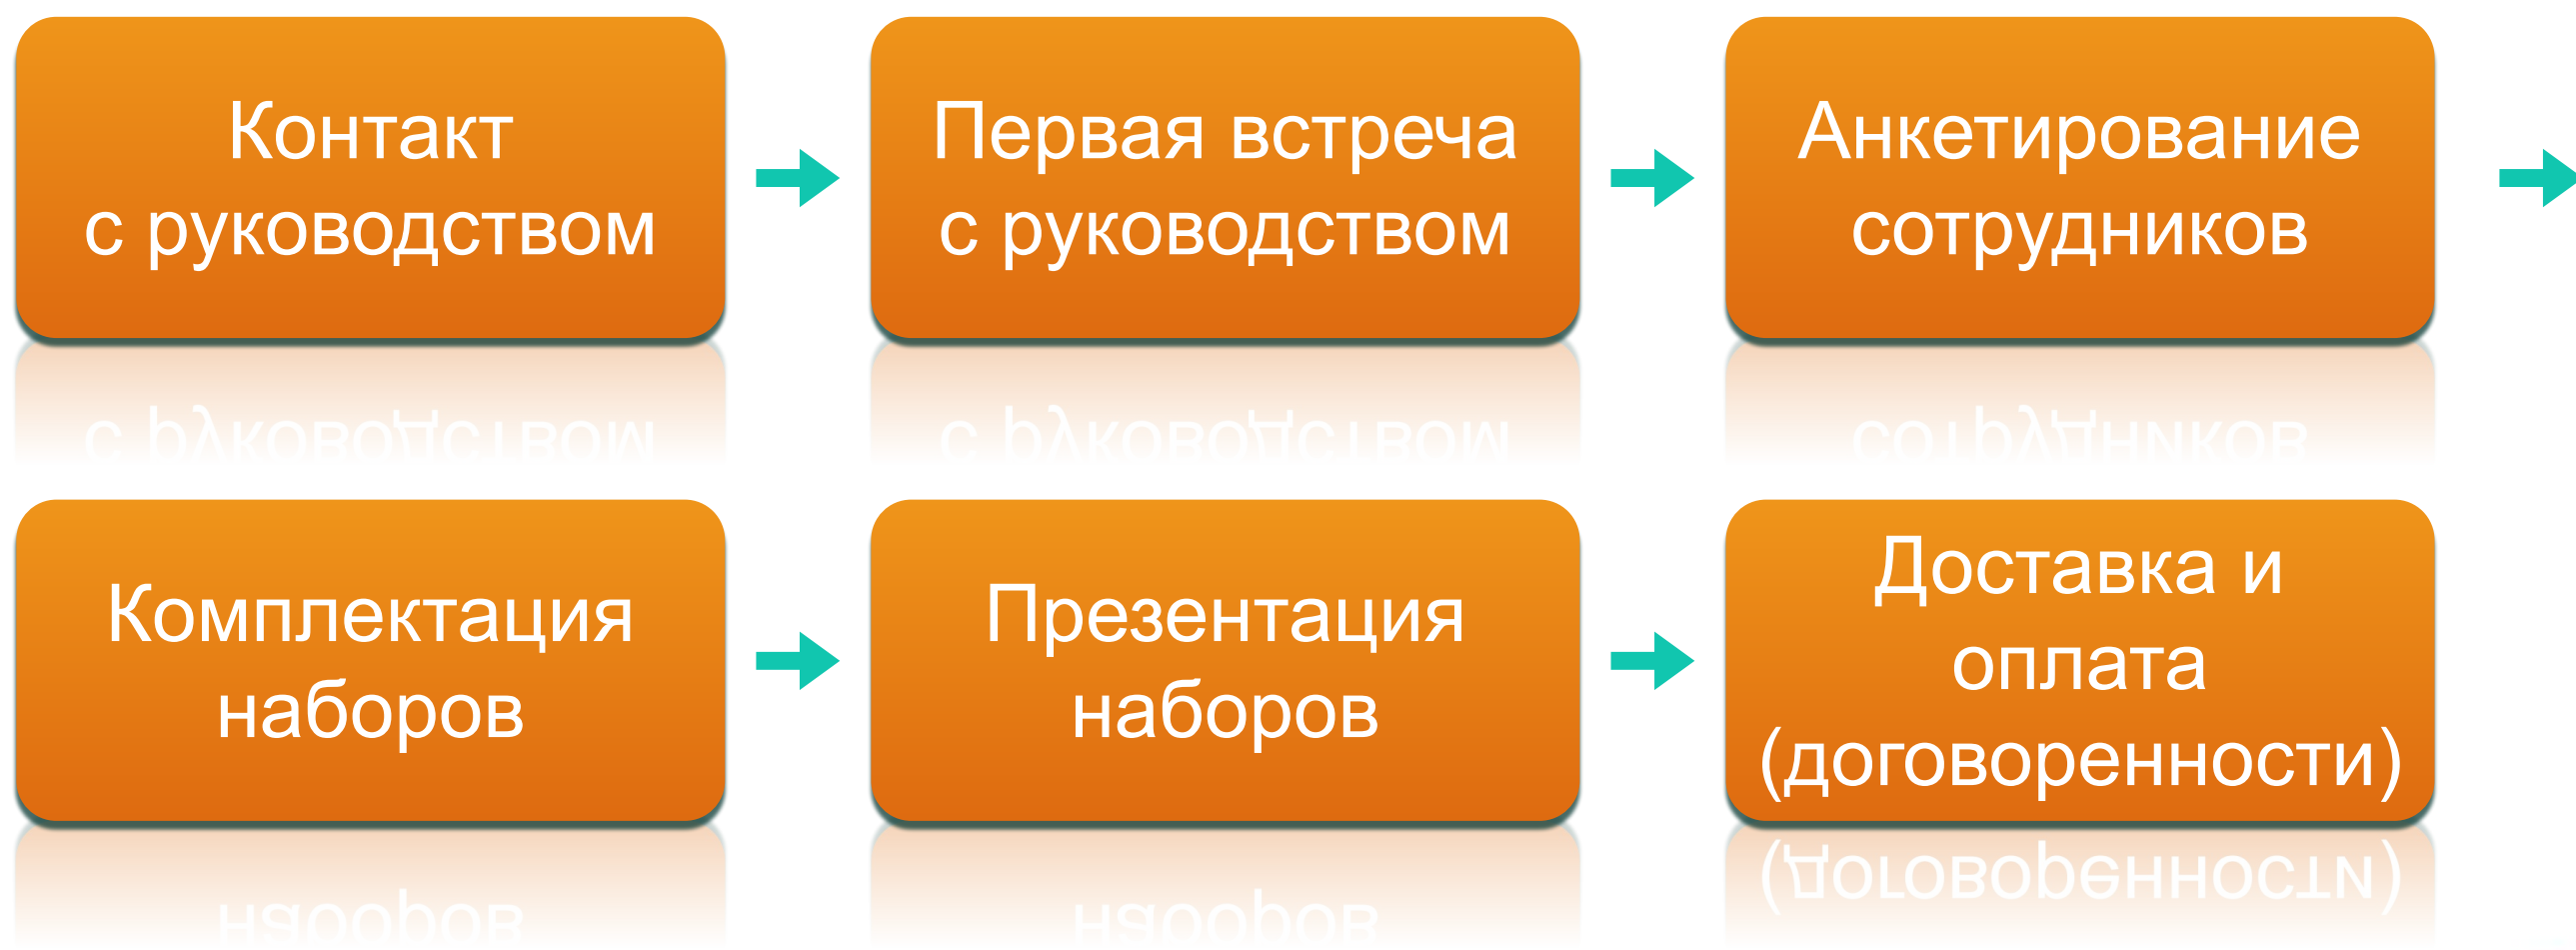 Контакт
с руководством
Первая встреча
с руководством
Анкетирование
сотрудников
Комплектация
наборов
Презентация
наборов
Доставка и
оплата
(договоренности)